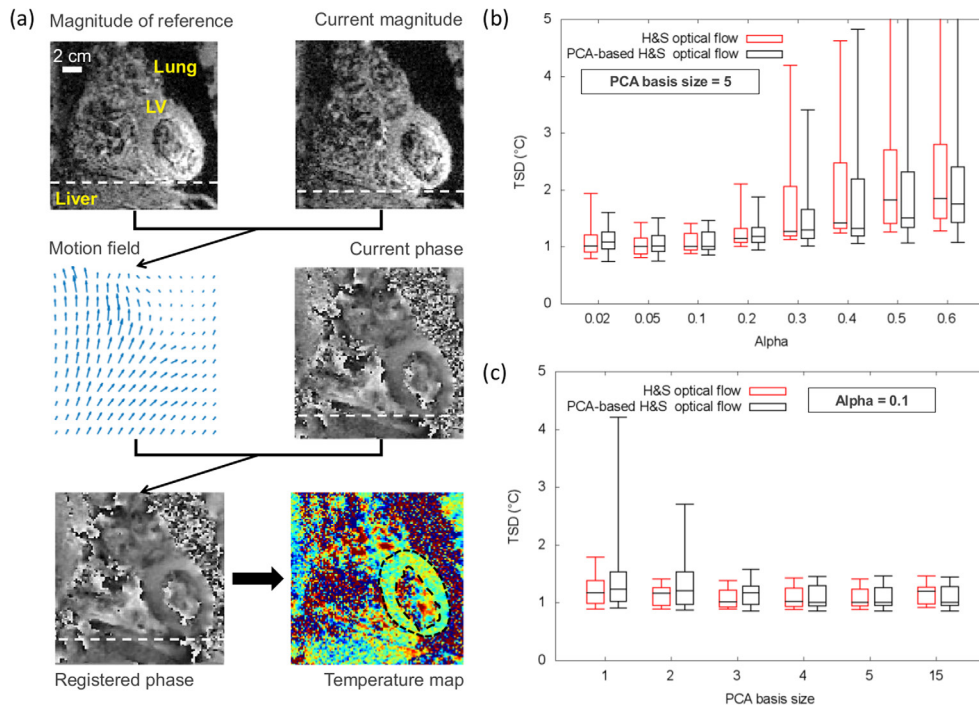 (a)
Magnitude of reference
Current magnitude
2 cm
Lung
LV
Liver
Motion field
Current phase
Registered phase
Temperature map
(b)
H&S optical flow
PCA-based H&S optical flow
PCA basis size = 5
TSD (°C)
5
4
3
2
1
0
0.02 0.05 0.1 0.2 0.3 0.4 0.5 0.6
Alpha
(c)
H&S optical flow
PCA-based H&S optical flow
Alpha = 0.1
TSD (°C)
5
4
3
2
1
0
1 2 3 4 5 15
PCA basis size